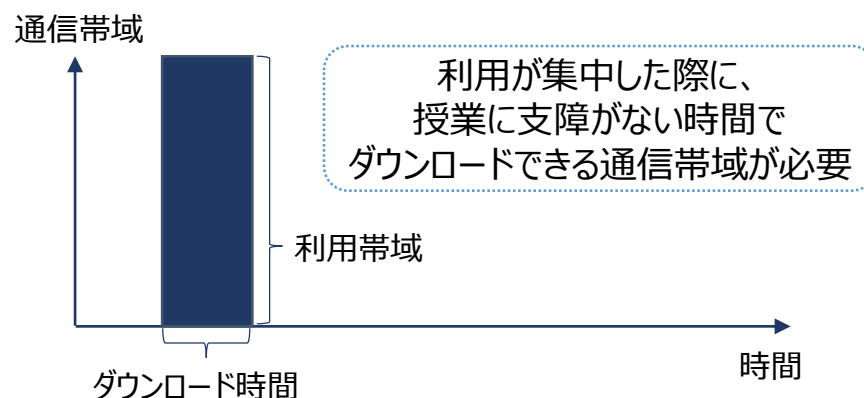 通信帯域
利用が集中した際に、
授業に支障がない時間で
ダウンロードできる通信帯域が必要
利用帯域
時間
ダウンロード時間